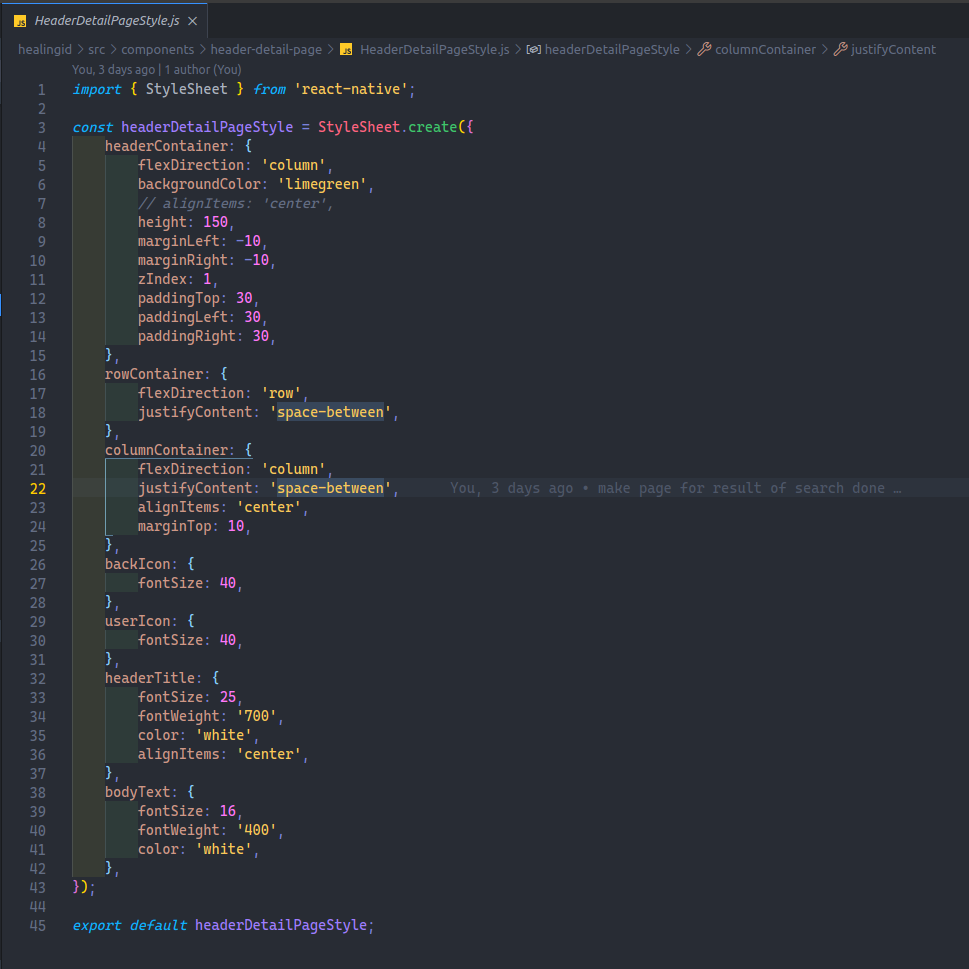 JS HeaderDetailPageStyle.js ×
healingid > src > components > header-detail-page > JS HeaderDetailPageStyle.js > headerDetailPageStyle > columnContainer > justifyContent
You, 3 days ago | 1 author (You)
1 import { StyleSheet } from 'react-native';
2
3 const headerDetailPageStyle = StyleSheet.create({
4     headerContainer: {
5         flexDirection: 'column',
6         backgroundColor: 'limegreen',
7         // alignItems: 'center',
8         height: 150,
9         marginLeft: -10,
10         marginRight: -10,
11         zIndex: 1,
12         paddingTop: 30,
13         paddingLeft: 30,
14         paddingRight: 30,
15     },
16     rowContainer: {
17         flexDirection: 'row',
18         justifyContent: 'space-between',
19     },
20     columnContainer: {
21         flexDirection: 'column',
22         justifyContent: 'space-between', You, 3 days ago • make page for result of search done …
23         alignItems: 'center',
24         marginTop: 10,
25     },
26     backIcon: {
27         fontSize: 40,
28     },
29     userIcon: {
30         fontSize: 40,
31     },
32     headerTitle: {
33         fontSize: 25,
34         fontWeight: '700',
35         color: 'white',
36         alignItems: 'center',
37     },
38     bodyText: {
39         fontSize: 16,
40         fontWeight: '400',
41         color: 'white',
42     },
43 });
44
45 export default headerDetailPageStyle;